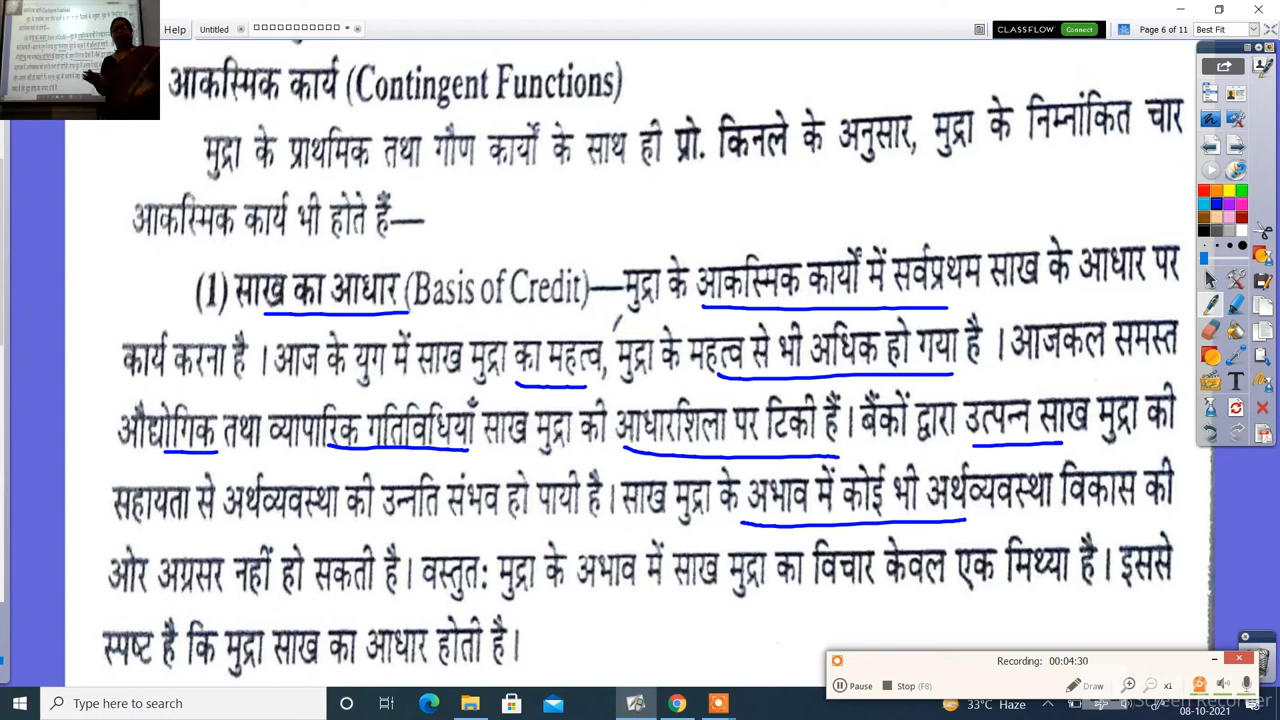 Help
Untitled
CLASSFLOW
Connect
Page 6 of 11
Best Fit
आकस्मिक कार्य (Contingent Functions)
मुद्रा के प्राथमिक तथा गौण कार्यों के साथ ही प्रो. किनले के अनुसार, मुद्रा के निम्नांकित चार
आकस्मिक कार्य भी होते हैं—
(1) साख का आधार (Basis of Credit)—मुद्रा के आकस्मिक कार्यों में सर्वप्रथम साख के आधार पर
कार्य करना है । आज के युग में साख मुद्रा का महत्व, मुद्रा के महत्व से भी अधिक हो गया है । आजकल समस्त
औद्योगिक तथा व्यापारिक गतिविधियाँ साख मुद्रा की आधारशिला पर टिकी हैं। बैंकों द्वारा उत्पन्न साख मुद्रा की
सहायता से अर्थव्यवस्था की उन्नति संभव हो पायी है। साख मुद्रा के अभाव में कोई भी अर्थव्यवस्था विकास की
ओर अग्रसर नहीं हो सकती है। वस्तुत: मुद्रा के अभाव में साख मुद्रा का विचार केवल एक मिथ्या है। इससे
स्पष्ट है कि मुद्रा साख का आधार होती है।
Recording: 00:04:30
Pause
Stop (F8)
Draw
x1
Screencast-O-Matic Recorder
Type here to search
33°C Haze
08-10-2021